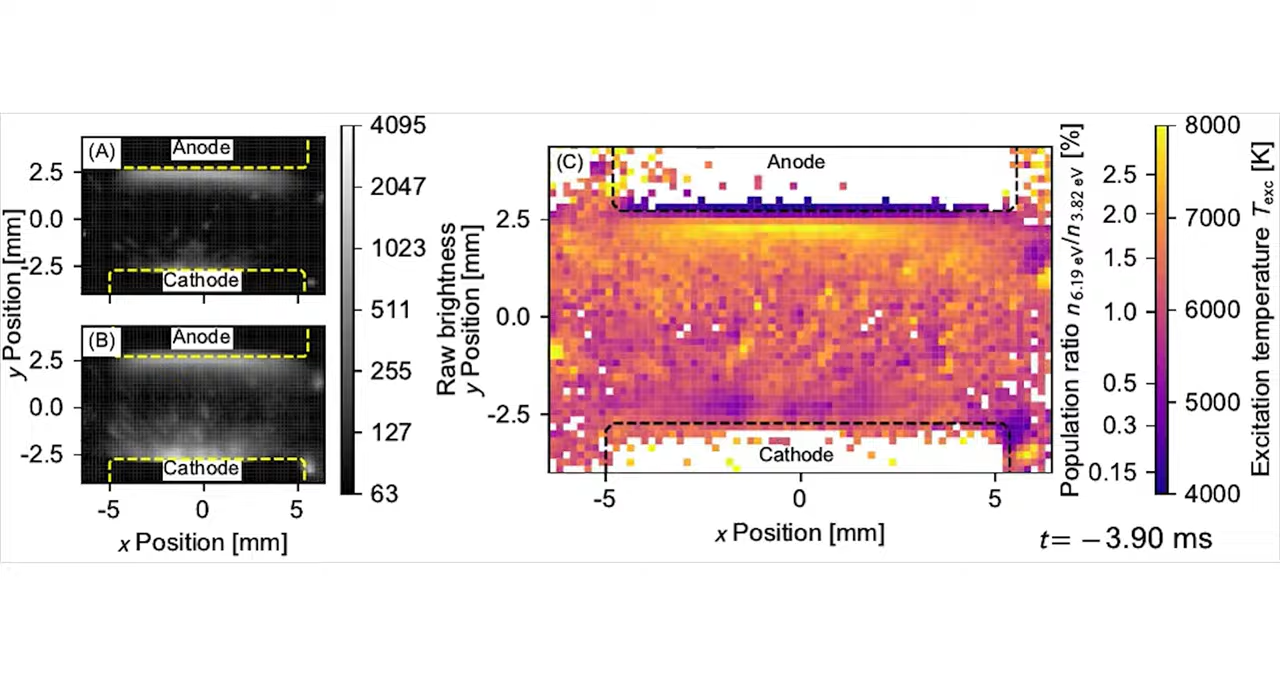 (A)
Anode
2.5
0.0
-2.5
Cathode
(B)
Anode
2.5
0.0
-2.5
Cathode
-5
0
5
x Position [mm]
y Position [mm]
4095
2047
1023
511
255
127
63
Raw brightness
(C)
Anode
2.5
0.0
-2.5
Cathode
-5
0
5
x Position [mm]
y Position [mm]
Population ratio n6.19 eV/n3.82 eV [%]
2.5
2.0
1.5
1.0
0.5
0.3
0.15
8000
7000
6000
5000
4000
Excitation temperature Texc [K]
t= −3.90 ms